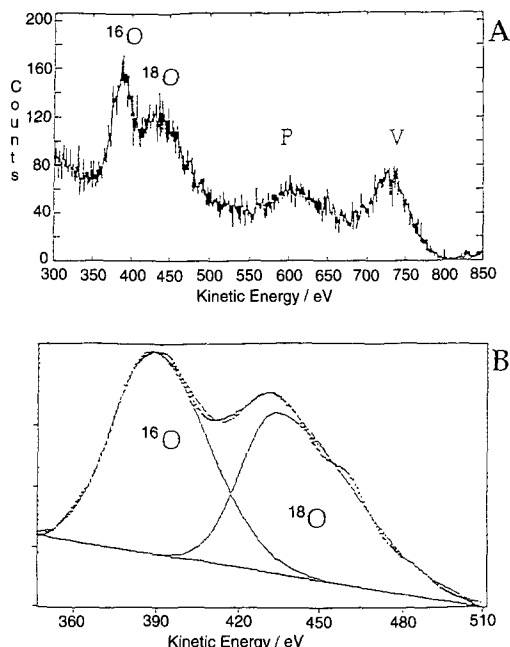 A
200
160
120
80
40
0
Counts
¹⁶O
¹⁸O
P
V
300 350 400 450 500 550 600 650 700 750 800 850
Kinetic Energy / eV
B
¹⁶O
¹⁸O
360 390 420 450 480 510
Kinetic Energy / eV